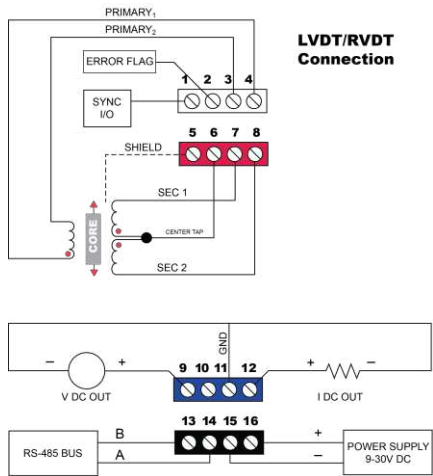 PRIMARY1
PRIMARY2
LVDT/RVDT
Connection
ERROR FLAG
1 2 3 4
SYNC
I/O
5 6 7 8
SHIELD
SEC 1
CORE
CENTER TAP
SEC 2
GND
– + 9 10 11 12 + –
V DC OUT
I DC OUT
13 14 15 16
B
+
RS-485 BUS
A
–
POWER SUPPLY
9-30V DC